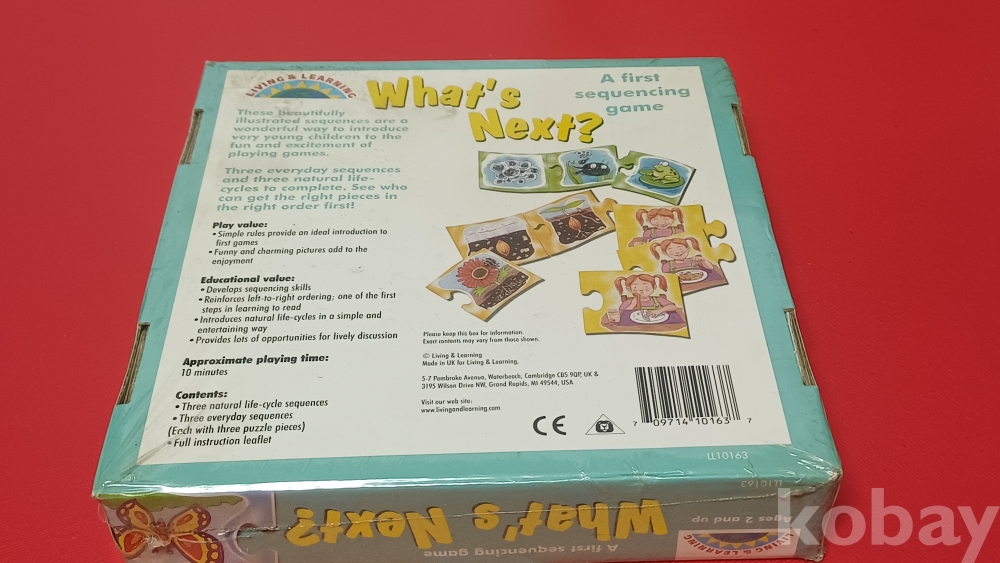 LIVING & LEARNING
What's
Next?
A first
sequencing
game
These beautifully
illustrated sequences are a
wonderful way to introduce
very young children to the
fun and excitement of
playing games.
Three everyday sequences
and three natural life-
cycles to complete. See who
can get the right pieces in
the right order first!
Play value:
• Simple rules provide an ideal introduction to
first games
• Funny and charming pictures add to the
enjoyment
Educational value:
• Develops sequencing skills
• Reinforces left-to-right ordering; one of the first
steps in learning to read
• Introduces natural life-cycles in a simple and
entertaining way
• Provides lots of opportunities for lively discussion
Approximate playing time:
10 minutes
Contents:
• Three natural life-cycle sequences
• Three everyday sequences
(Each with three puzzle pieces)
• Full instruction leaflet
Please keep this box for information.
Exact contents may vary from those shown.
© Living & Learning
Made in UK for Living & Learning,
5-7 Pembroke Avenue, Waterbeach, Cambridge CB5 9QP, UK &
3195 Wilson Drive NW, Grand Rapids, MI 49544, USA
Visit our web site:
www.livingandlearning.com
CE
7 09714 10163 7
LL10163
LL10163
What's Next?
A first sequencing game
Ages 2 and up
LIVING & LEARNING
kobay